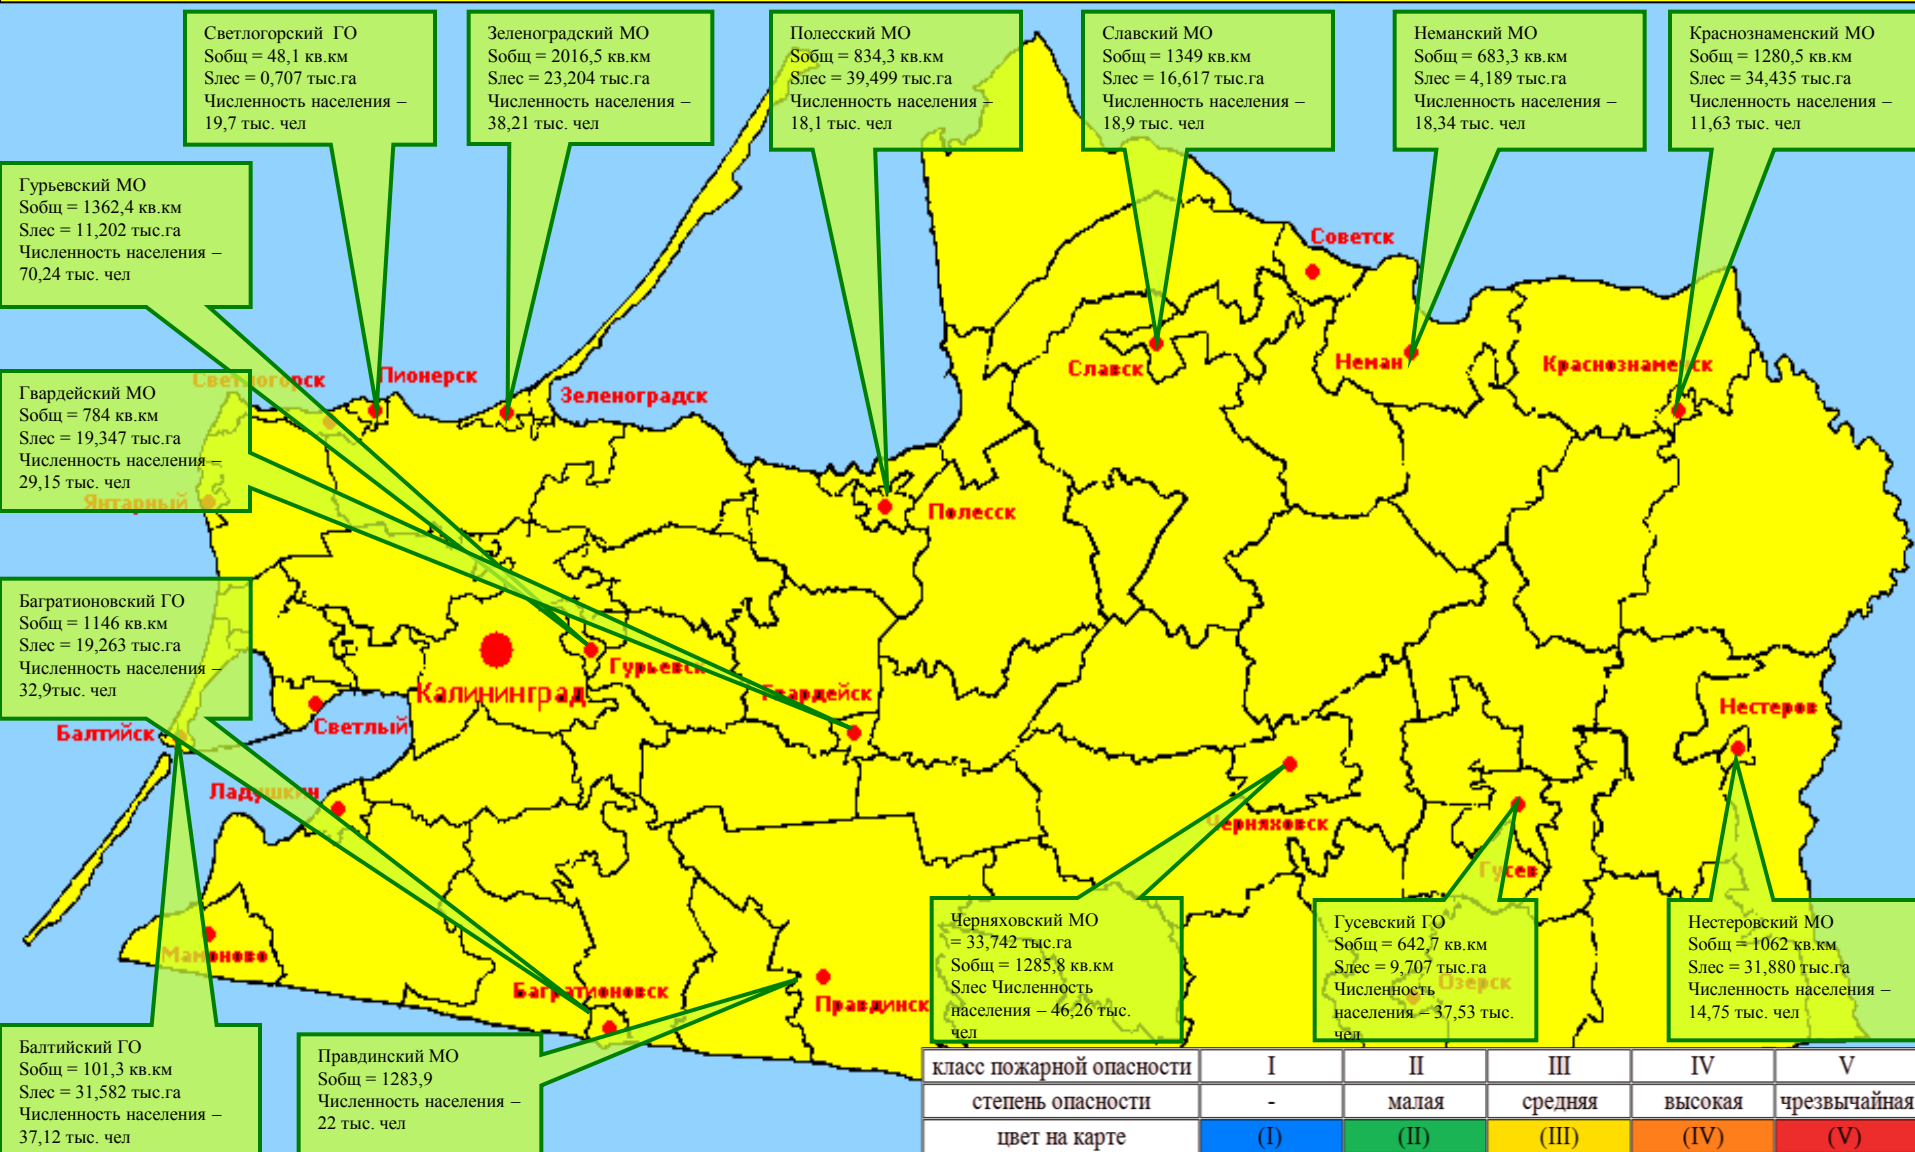 Светлогорский ГО
Sобщ = 48,1 кв.км
Sлес = 0,707 тыс.га
Численность населения –
19,7 тыс. чел
Зеленоградский МО
Sобщ = 2016,5 кв.км
Sлес = 23,204 тыс.га
Численность населения –
38,21 тыс. чел
Полесский МО
Sобщ = 834,3 кв.км
Sлес = 39,499 тыс.га
Численность населения –
18,1 тыс. чел
Славский МО
Sобщ = 1349 кв.км
Sлес = 16,617 тыс.га
Численность населения –
18,9 тыс. чел
Неманский МО
Sобщ = 683,3 кв.км
Sлес = 4,189 тыс.га
Численность населения –
18,34 тыс. чел
Краснознаменский МО
Sобщ = 1280,5 кв.км
Sлес = 34,435 тыс.га
Численность населения –
11,63 тыс. чел
Гурьевский МО
Sобщ = 1362,4 кв.км
Sлес = 11,202 тыс.га
Численность населения –
70,24 тыс. чел
Советск
Славск
Неман
Краснознаменск
Светлогорск
Пионерск
Зеленоградск
Гвардейский МО
Sобщ = 784 кв.км
Sлес = 19,347 тыс.га
Численность населения –
29,15 тыс. чел
Янтарный
Полесск
Багратионовский ГО
Sобщ = 1146 кв.км
Sлес = 19,263 тыс.га
Численность населения –
32,9тыс. чел
Гурьевск
Калининград
Гвардейск
Нестеров
Балтийск
Светлый
Ладушкин
Черняховск
Гусев
Мамоново
Багратионовск
Правдинск
Озерск
Черняховский МО
= 33,742 тыс.га
Sобщ = 1285,8 кв.км
Sлес Численность
населения – 46,26 тыс.
чел
Гусевский ГО
Sобщ = 642,7 кв.км
Sлес = 9,707 тыс.га
Численность
населения – 37,53 тыс.
чел
Нестеровский МО
Sобщ = 1062 кв.км
Sлес = 31,880 тыс.га
Численность населения –
14,75 тыс. чел
Балтийский ГО
Sобщ = 101,3 кв.км
Sлес = 31,582 тыс.га
Численность населения –
37,12 тыс. чел
Правдинский МО
Sобщ = 1283,9
Численность населения –
22 тыс. чел
класс пожарной опасности I II III IV V
степень опасности - малая средняя высокая чрезвычайная
цвет на карте (I) (II) (III) (IV) (V)